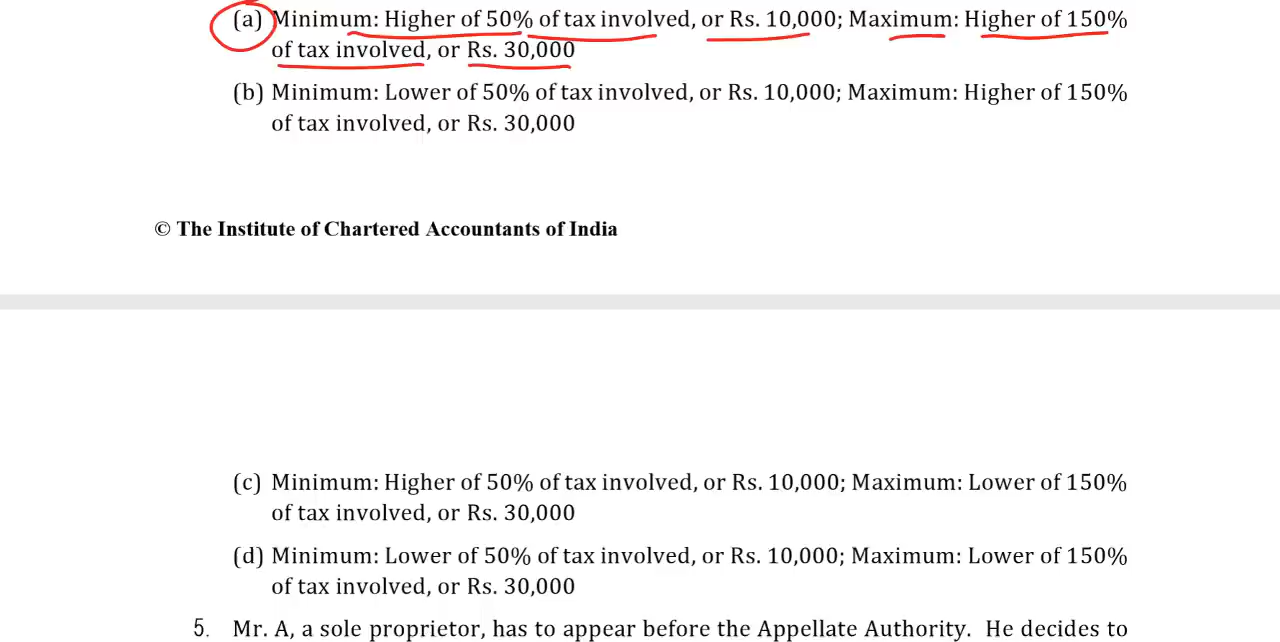 (a) Minimum: Higher of 50% of tax involved, or Rs. 10,000; Maximum: Higher of 150%
of tax involved, or Rs. 30,000
(b) Minimum: Lower of 50% of tax involved, or Rs. 10,000; Maximum: Higher of 150%
of tax involved, or Rs. 30,000
© The Institute of Chartered Accountants of India
(c) Minimum: Higher of 50% of tax involved, or Rs. 10,000; Maximum: Lower of 150%
of tax involved, or Rs. 30,000
(d) Minimum: Lower of 50% of tax involved, or Rs. 10,000; Maximum: Lower of 150%
of tax involved, or Rs. 30,000
5. Mr. A, a sole proprietor, has to appear before the Appellate Authority. He decides to